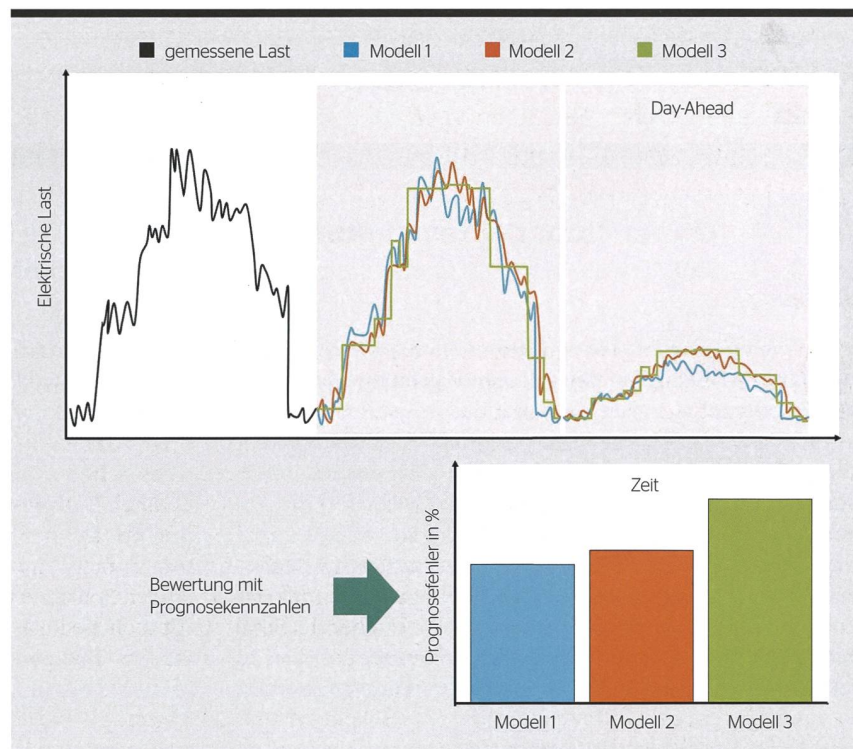 gemessene Last Modell 1 Modell 2 Modell 3
Day-Ahead
Elektrische Last
Zeit
Bewertung mit
Prognosekennzahlen
Prognosefehler in %
Modell 1 Modell 2 Modell 3